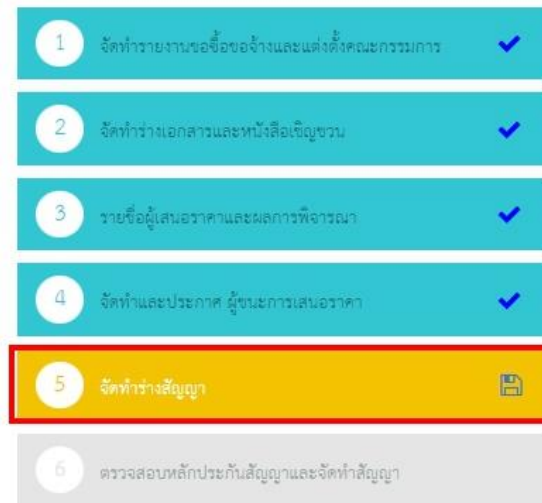 1 จัดทำรายงานขอซื้อขอจ้างและแต่งตั้งคณะกรรมการ
2 จัดทำร่างเอกสารและหนังสือเชิญชวน
3 รายชื่อผู้เสนอราคาและผลการพิจารณา
4 จัดทำและประกาศ ผู้ชนะการเสนอราคา
5 จัดทำร่างสัญญา
6 ตรวจสอบหลักประกันสัญญาและจัดทำสัญญา